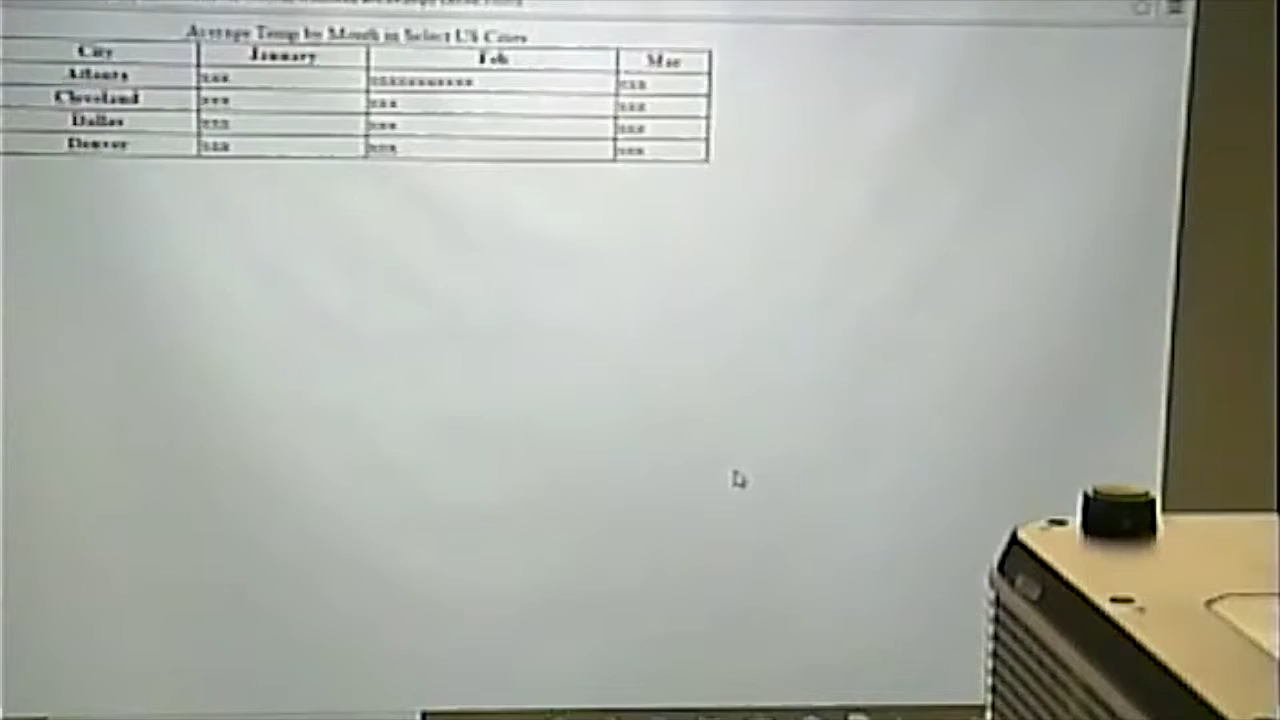 Average Temp by Month in Select US Cities
City January Feb Mar
Atlanta xxx xxxxxxxxxxxx xxx
Cleveland xxx xxx xxx
Dallas xxx xxx xxx
Denver xxx xxx xxx